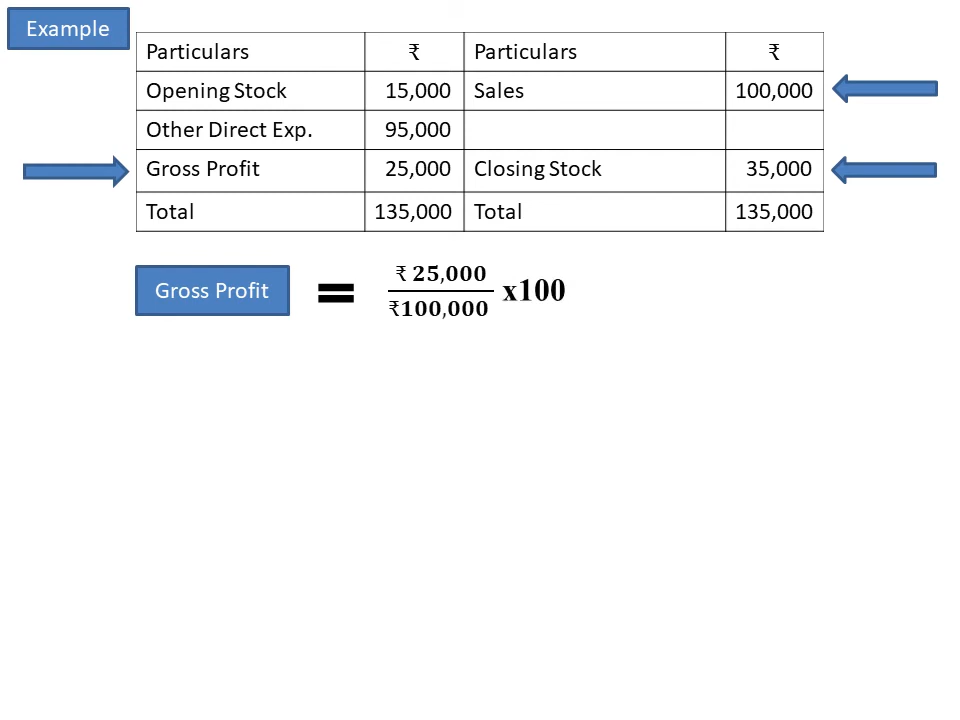 Example
Particulars ₹ Particulars ₹
Opening Stock 15,000 Sales 100,000
Other Direct Exp. 95,000
Gross Profit 25,000 Closing Stock 35,000
Total 135,000 Total 135,000
Gross Profit = ₹ 25,000 / ₹100,000 x100